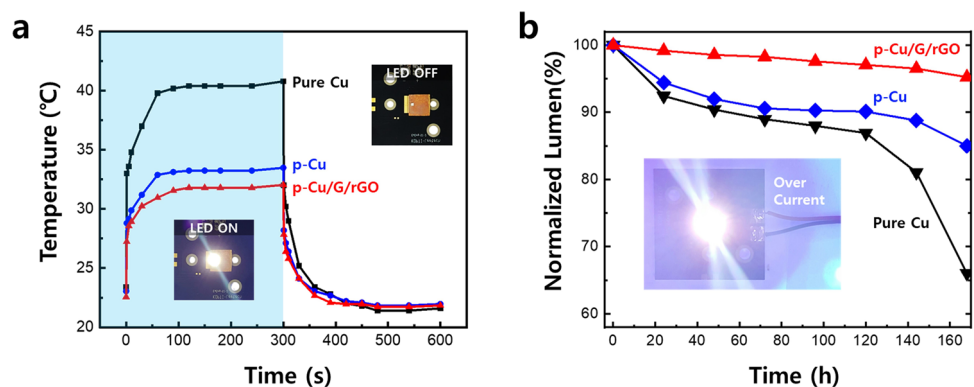 a
Temperature (℃)
45
40
35
30
25
20
Pure Cu
p-Cu
p-Cu/G/rGO
LED ON
LED OFF
0
100
200
300
400
500
600
Time (s)
b
Normalized Lumen(%)
100
90
80
70
60
p-Cu/G/rGO
p-Cu
Pure Cu
Over
Current
0
20
40
60
80
100
120
140
160
Time (h)